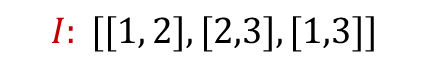 I: [[1, 2], [2,3], [1,3]]